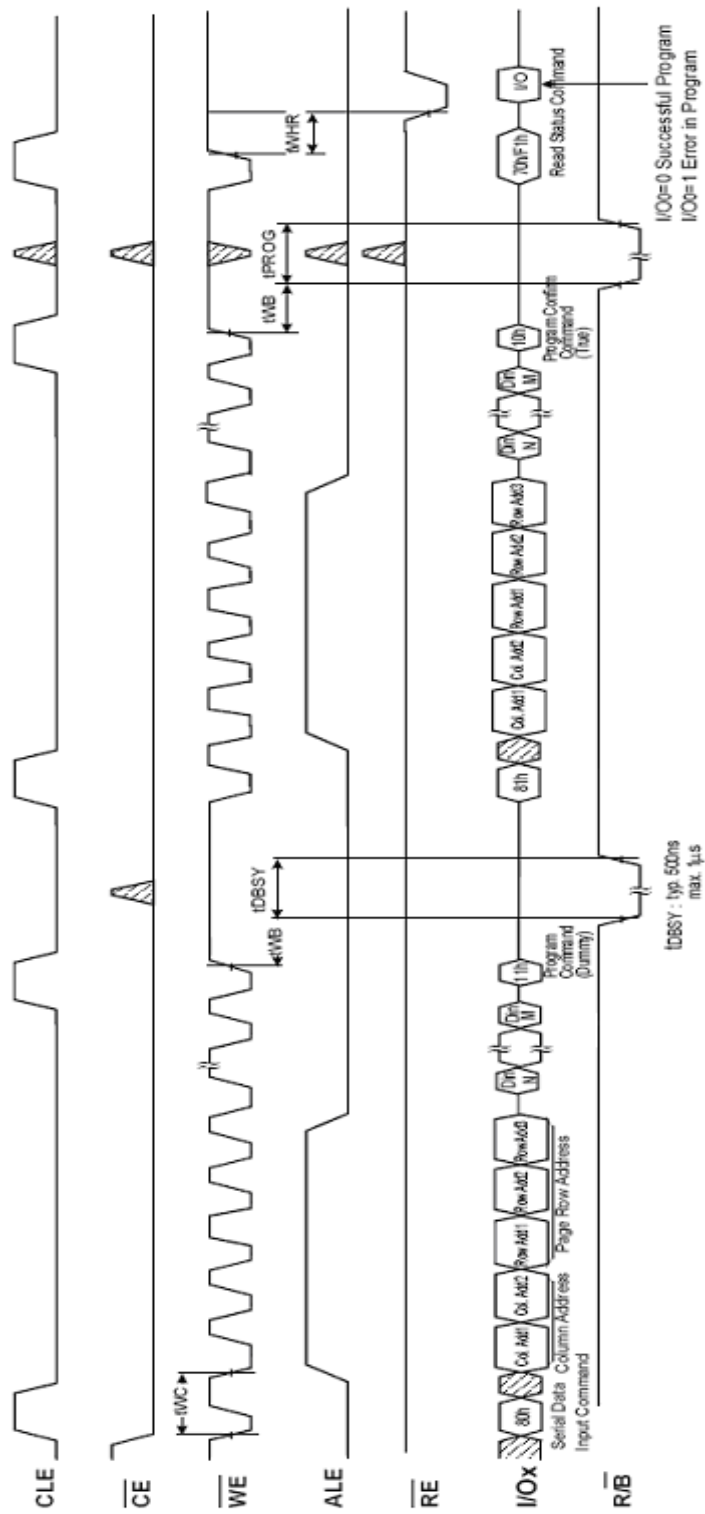 CLE
CE
WE
tWC
tWB
tDBSY
tWB
tPROG
tWHR
ALE
RE
I/Ox
80h
Col. Add1
Col. Add2
Row Add1
Row Add2
Row Add3
Din
N
Din
M
11h
81h
Col. Add1
Col. Add2
Row Add1
Row Add2
Row Add3
Din
N
Din
M
10h
70h/F1h
I/O
Serial Data
Input Command
Column Address
Page Row Address
Program
Command
(Dummy)
Program Confirm
Command
(True)
Read Status Command
R/B
tDBSY : typ. 500ns
max. 1μs
I/O0=0 Successful Program
I/O0=1 Error in Program